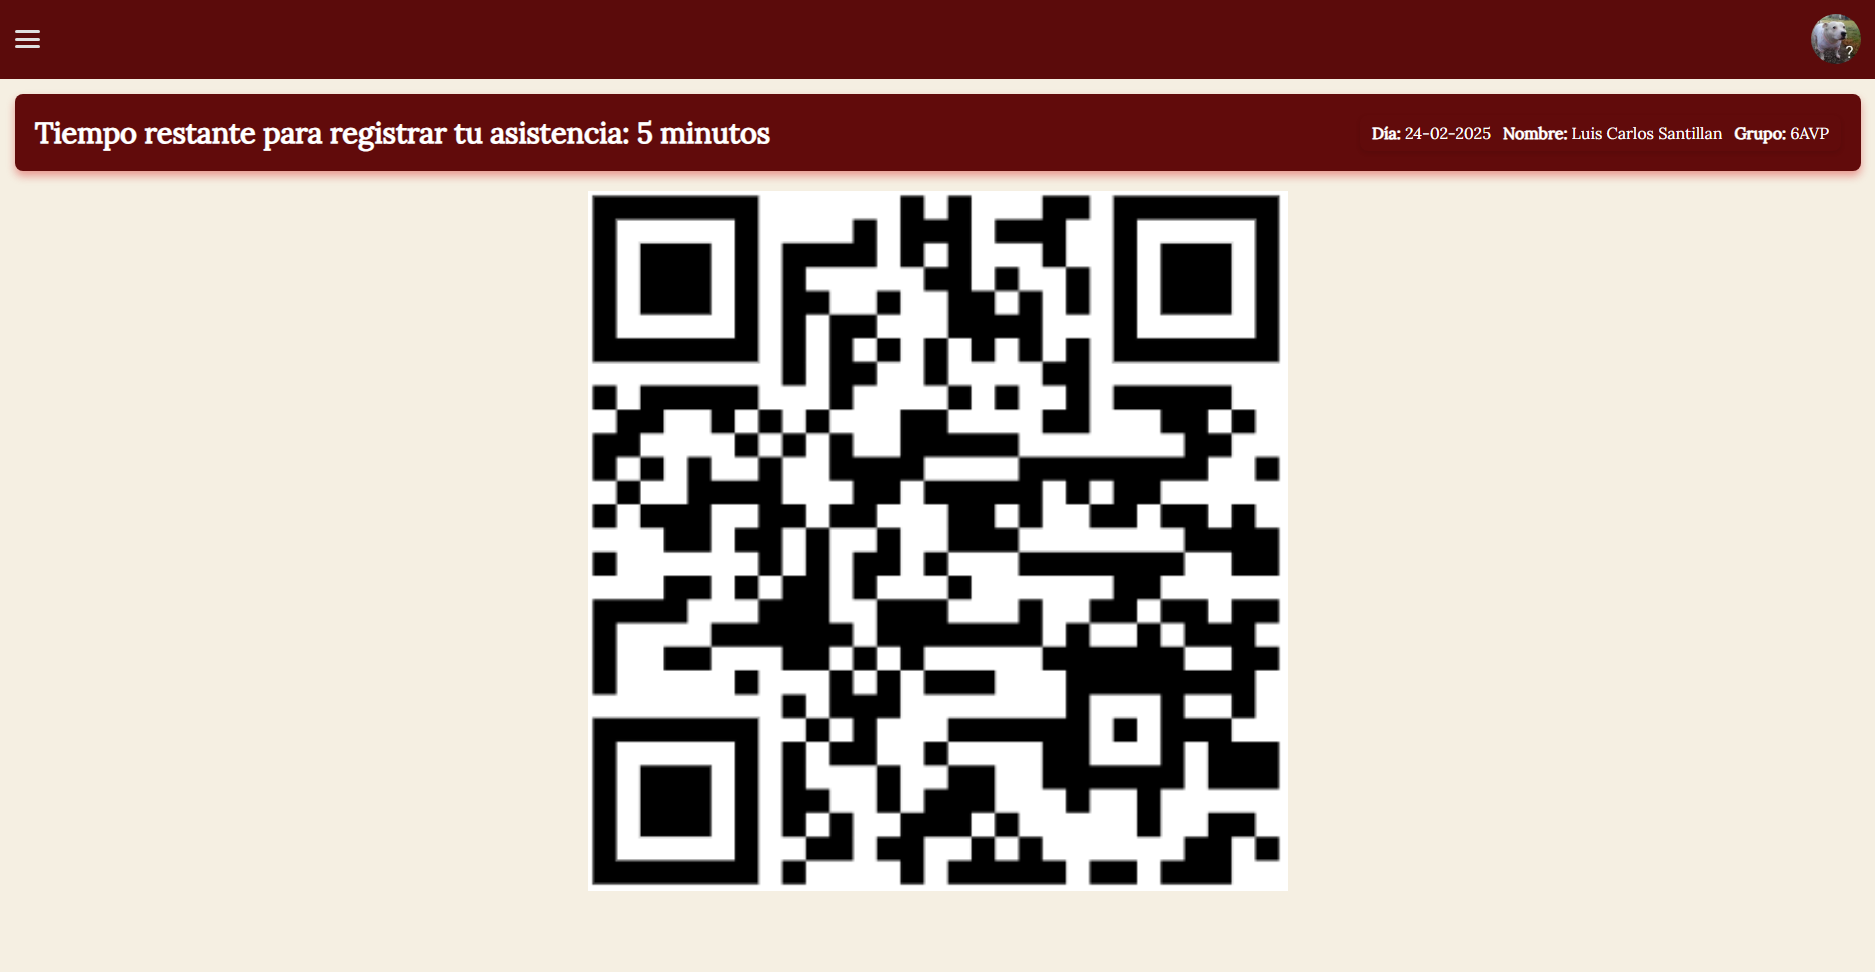 ?
Tiempo restante para registrar tu asistencia: 5 minutos
Día: 24-02-2025 Nombre: Luis Carlos Santillan Grupo: 6AVP